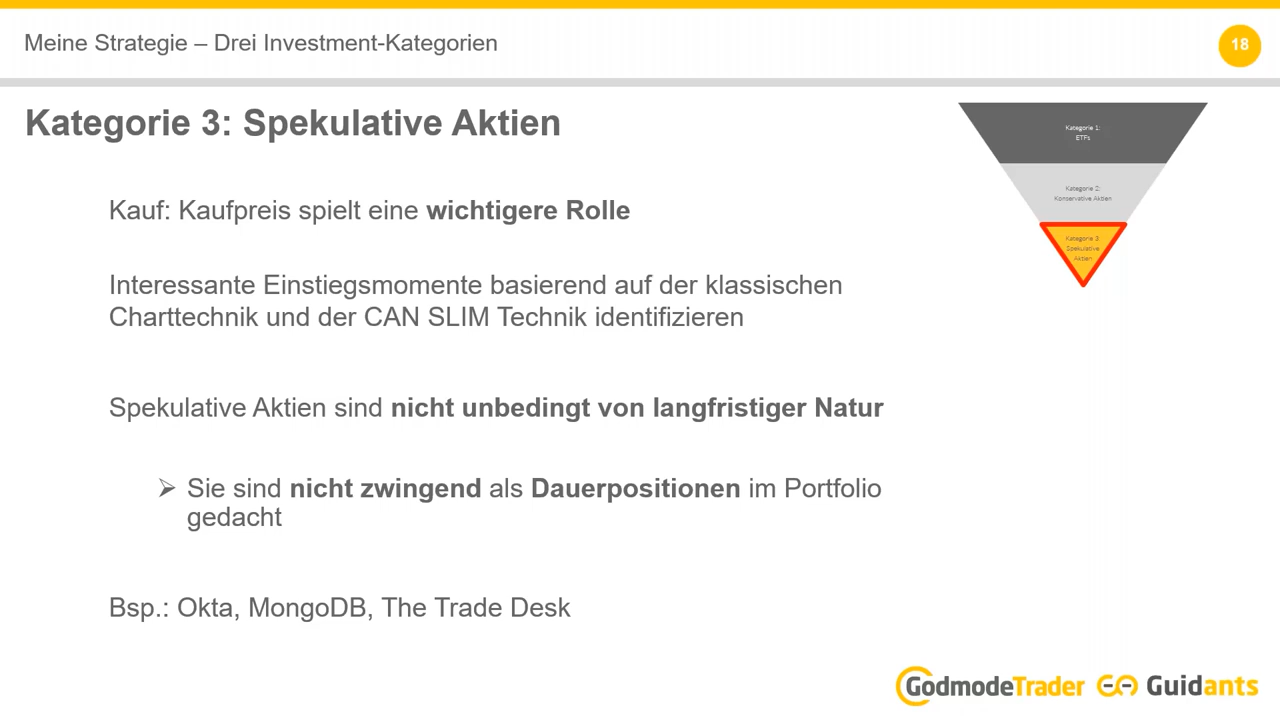 Meine Strategie – Drei Investment-Kategorien
18
Kategorie 3: Spekulative Aktien
Kategorie 1:
ETFs
Kategorie 2:
Konservative Aktien
Kategorie 3
Spekulative
Aktien
Kauf: Kaufpreis spielt eine wichtigere Rolle
Interessante Einstiegsmomente basierend auf der klassischen
Charttechnik und der CAN SLIM Technik identifizieren
Spekulative Aktien sind nicht unbedingt von langfristiger Natur
➢ Sie sind nicht zwingend als Dauerpositionen im Portfolio
gedacht
Bsp.: Okta, MongoDB, The Trade Desk
GodmodeTrader Guidants